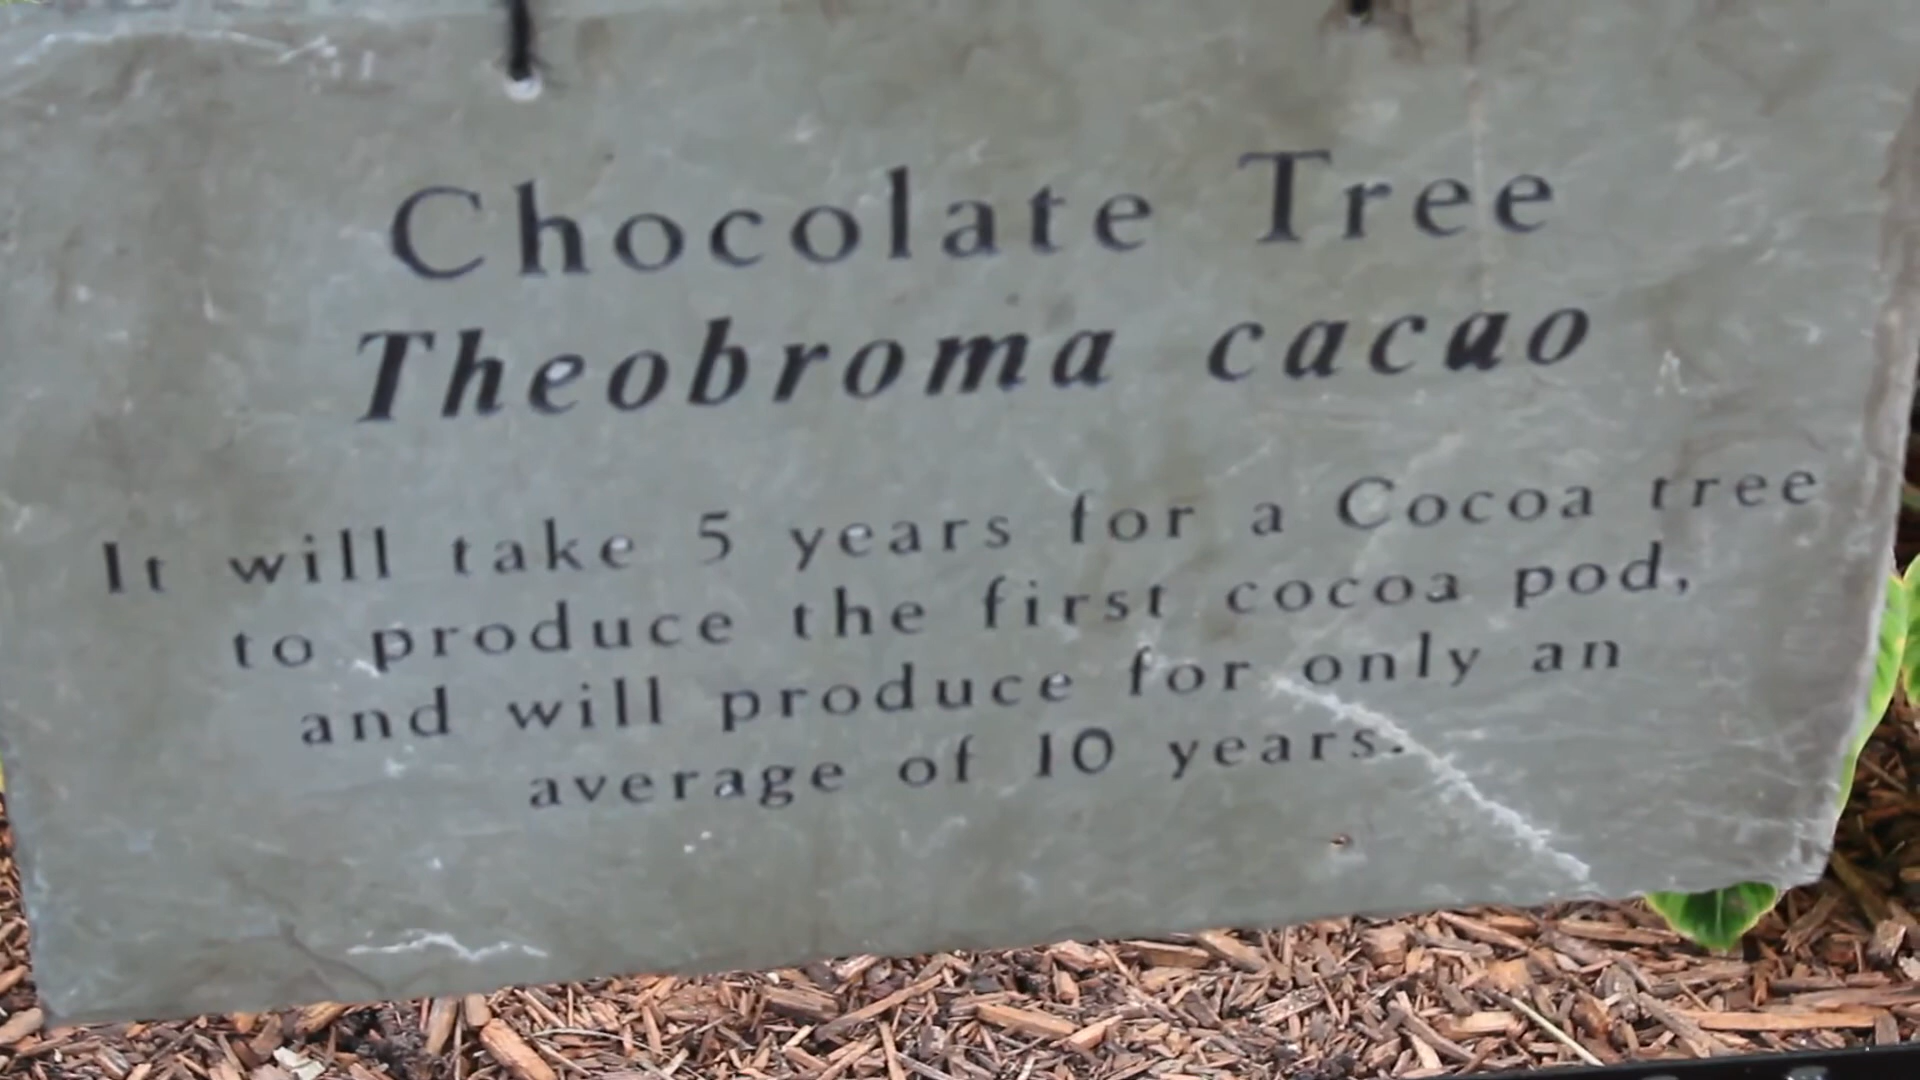 Chocolate Tree
Theobroma cacao
It will take 5 years for a Cocoa tree
to produce the first cocoa pod,
and will produce for only an
average of 10 years.